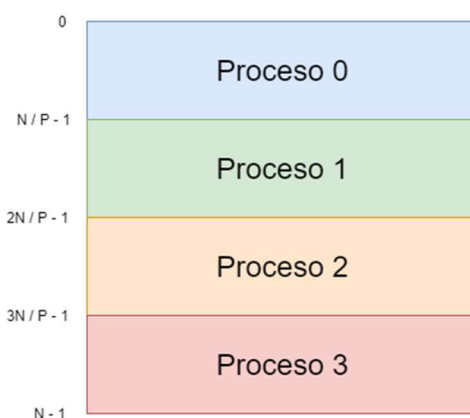 0
Proceso 0
N / P - 1
Proceso 1
2N / P - 1
Proceso 2
3N / P - 1
Proceso 3
N - 1